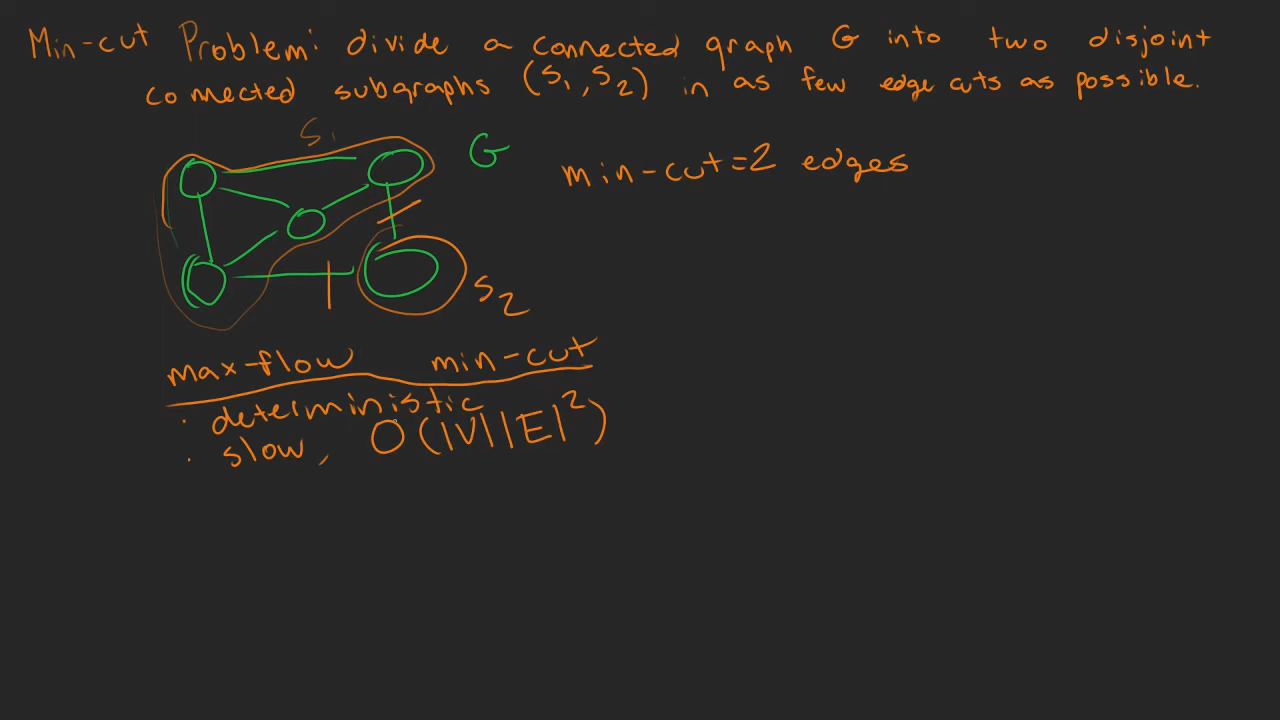 Min-cut Problem: divide a connected graph G into two disjoint
connected subgraphs (S1, S2) in as few edge cuts as possible.
S1
G
min-cut = 2 edges
S2
max-flow min-cut
· deterministic
· slow, O(|V||E|²)